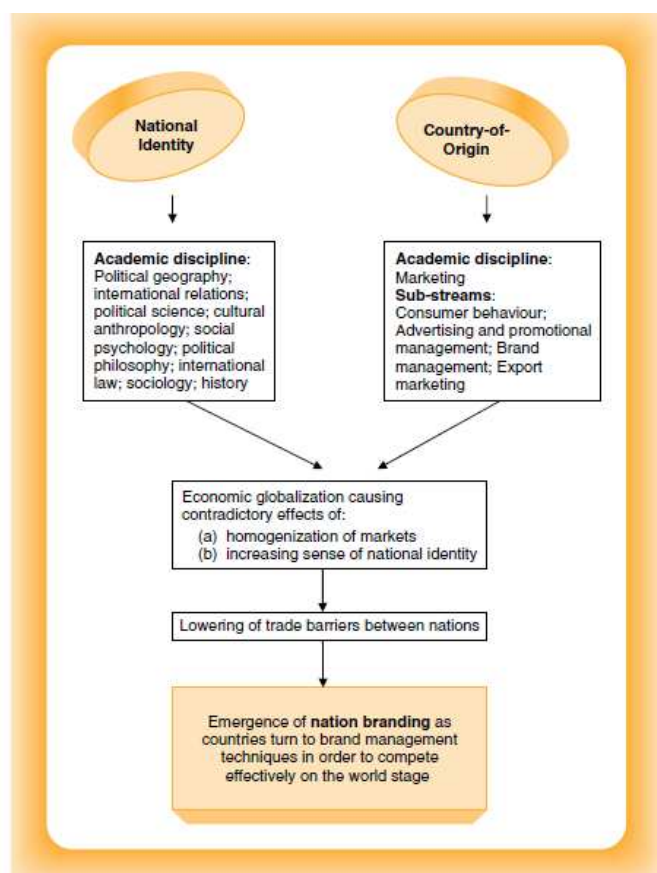 National
Identity
Country-of-
Origin
Academic discipline:
Political geography;
international relations;
political science; cultural
anthropology; social
psychology; political
philosophy; international
law; sociology; history
Academic discipline:
Marketing
Sub-streams:
Consumer behaviour;
Advertising and promotional
management; Brand
management; Export
marketing
Economic globalization causing
contradictory effects of:
(a) homogenization of markets
(b) increasing sense of national identity
Lowering of trade barriers between nations
Emergence of nation branding as
countries turn to brand management
techniques in order to compete
effectively on the world stage